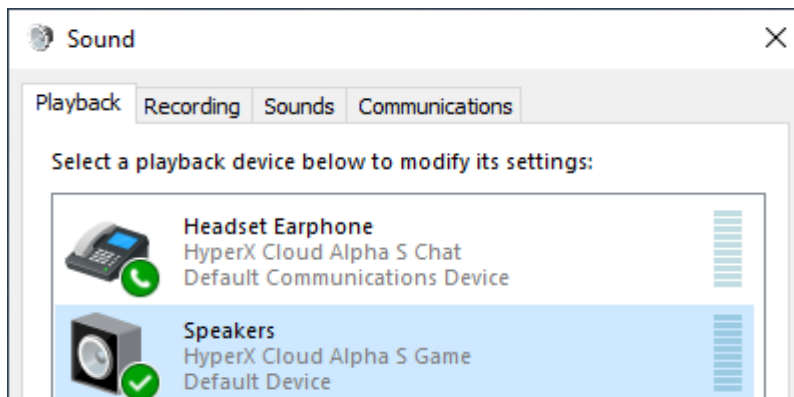 Sound
Playback Recording Sounds Communications
Select a playback device below to modify its settings:
Headset Earphone
HyperX Cloud Alpha S Chat
Default Communications Device
Speakers
HyperX Cloud Alpha S Game
Default Device